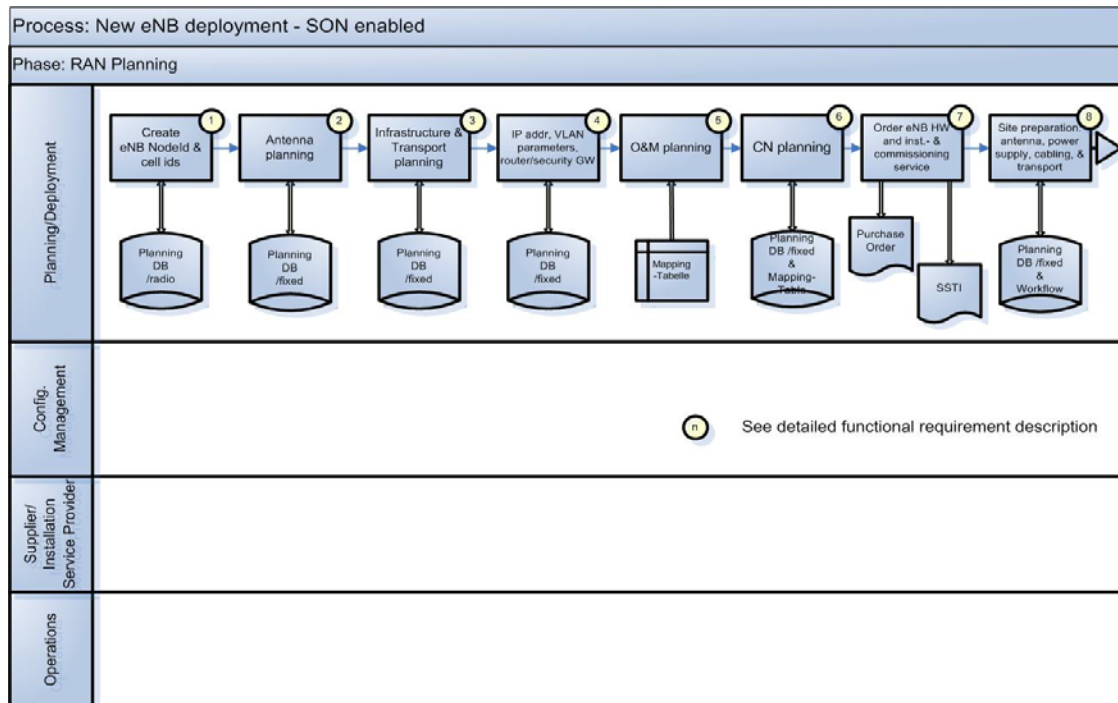 Process: New eNB deployment - SON enabled
Phase: RAN Planning
Planning/Deployment
1
Create
eNB NodeId &
cell ids
2
Antenna
planning
3
Infrastructure &
Transport
planning
4
IP addr, VLAN
parameters,
router/security GW
5
O&M planning
6
CN planning
7
Order eNB HW
and inst.- &
commissioning
service
8
Site preparation:
antenna, power
supply, cabling, &
transport
Planning
DB
/radio
Planning
DB
/fixed
Planning
DB
/fixed
Planning
DB
/fixed
Mapping
-Tabelle
Planning
DB /fixed
&
Mapping-
Table
Purchase
Order
SSTI
Planning
DB /fixed
&
Workflow
Config.
Management
n
See detailed functional requirement description
Supplier/
Installation
Service Provider
Operations